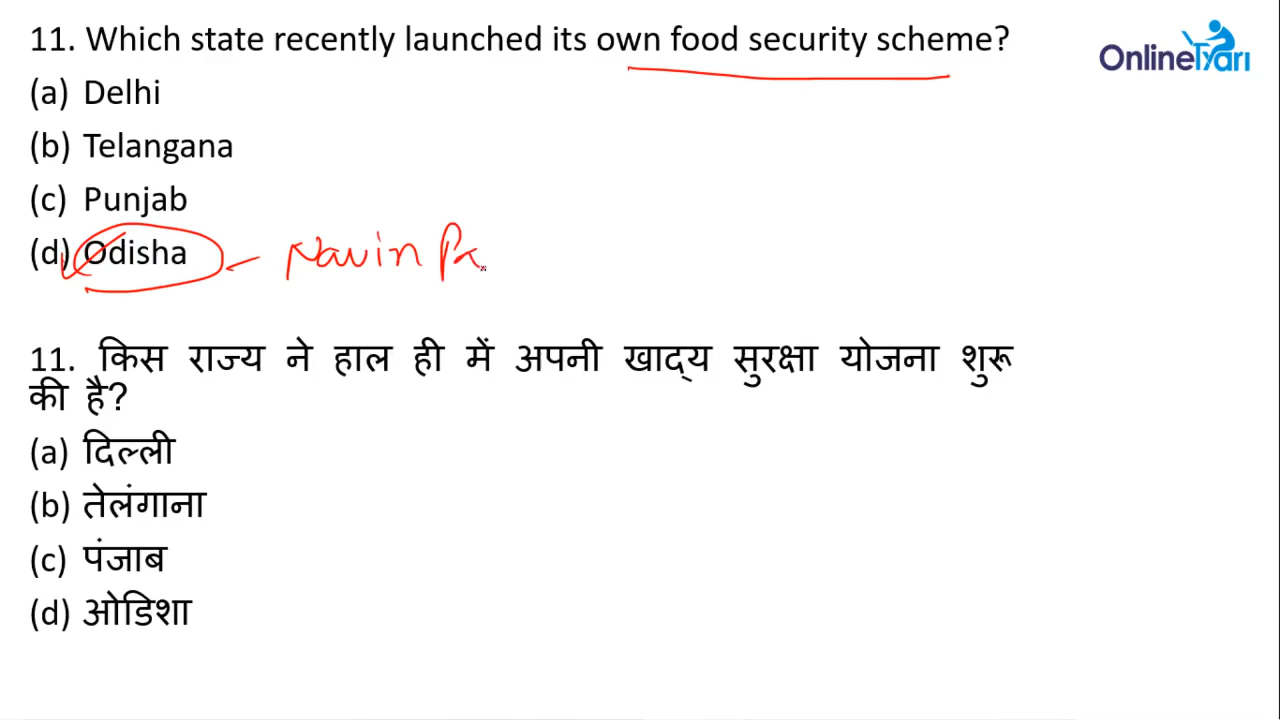 11. Which state recently launched its own food security scheme?
OnlineTyari
(a) Delhi
(b) Telangana
(c) Punjab
(d) Odisha Navin Pa
11. किस राज्य ने हाल ही में अपनी खाद्य सुरक्षा योजना शुरू
की है?
(a) दिल्ली
(b) तेलंगाना
(c) पंजाब
(d) ओडिशा